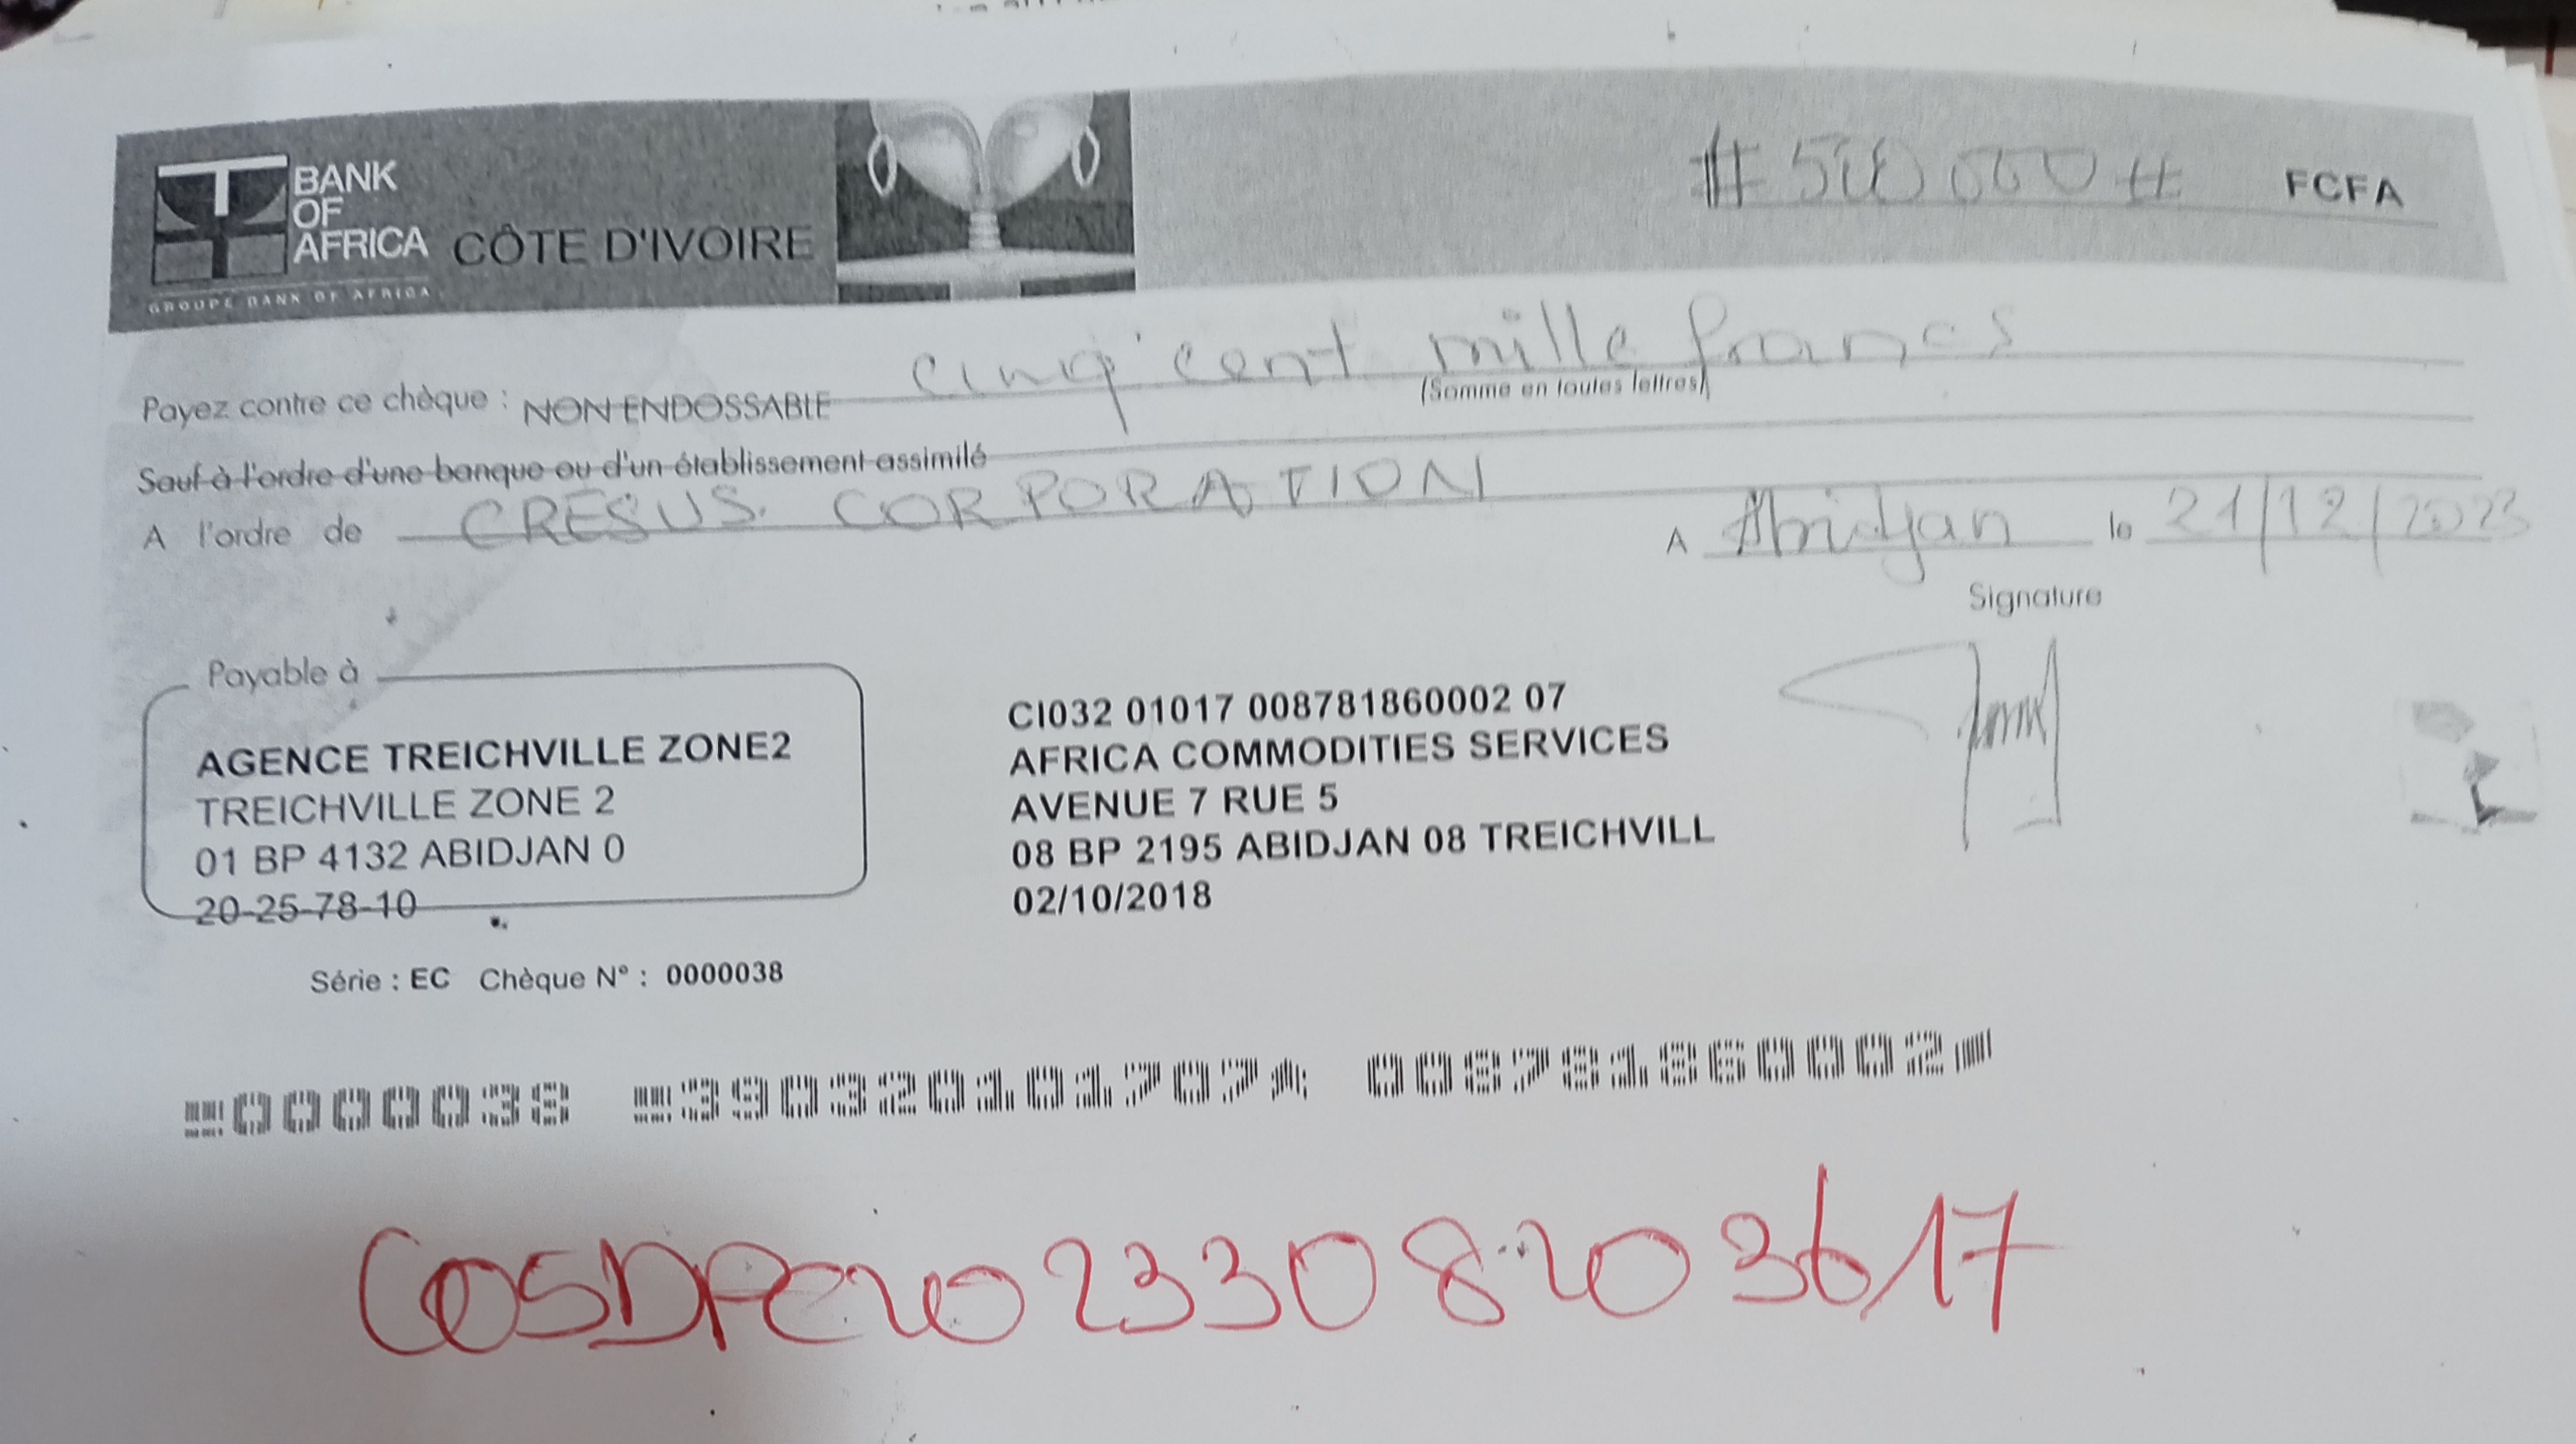 BANK
OF
AFRICA CÔTE D'IVOIRE
GROUPE BANK OF AFRICA
#500 000# FCFA
Payez contre ce chèque : NON ENDOSSABLE cinq cent mille francs
(Somme en toutes lettres)
Sauf à l'ordre d'une banque ou d'un établissement assimilé
A l'ordre de CRESUS CORPORATION
A Abidjan le 21/12/2023
Signature
Payable à
AGENCE TREICHVILLE ZONE2
TREICHVILLE ZONE 2
01 BP 4132 ABIDJAN 0
20-25-78-10
CI032 01017 008781860002 07
AFRICA COMMODITIES SERVICES
AVENUE 7 RUE 5
08 BP 2195 ABIDJAN 08 TREICHVILL
02/10/2018
Série : EC Chèque N° : 0000038
0000038 390320101707 008781860002
COSDPC2023308203617